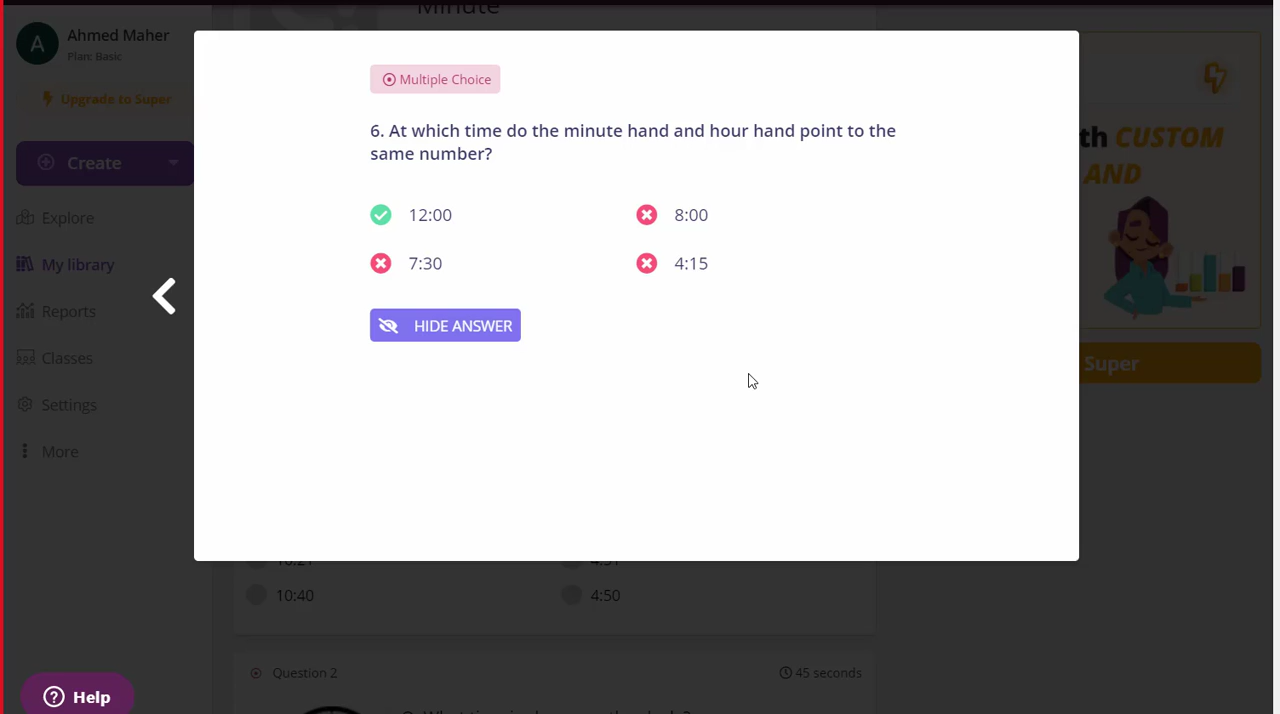 Minute
A
Ahmed Maher
Plan: Basic
Upgrade to Super
Create
Explore
My library
Reports
Classes
Settings
More
Help
Multiple Choice
6. At which time do the minute hand and hour hand point to the
same number?
12:00
8:00
7:30
4:15
HIDE ANSWER
th CUSTOM
AND
Super
10:40
4:50
Question 2
45 seconds